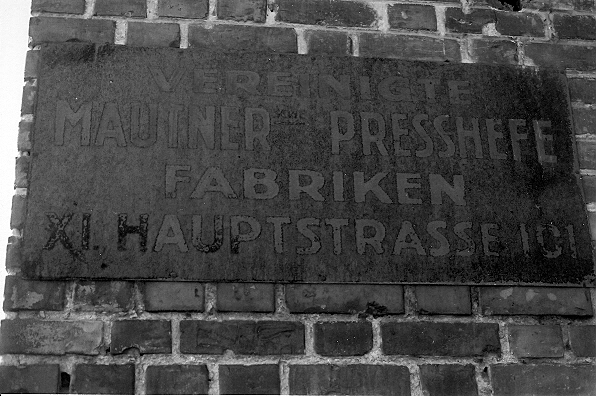 VEREINIGTE
MAUTNER PRESSHEFE
FABRIKEN
XI, HAUPTSTRASSE 101